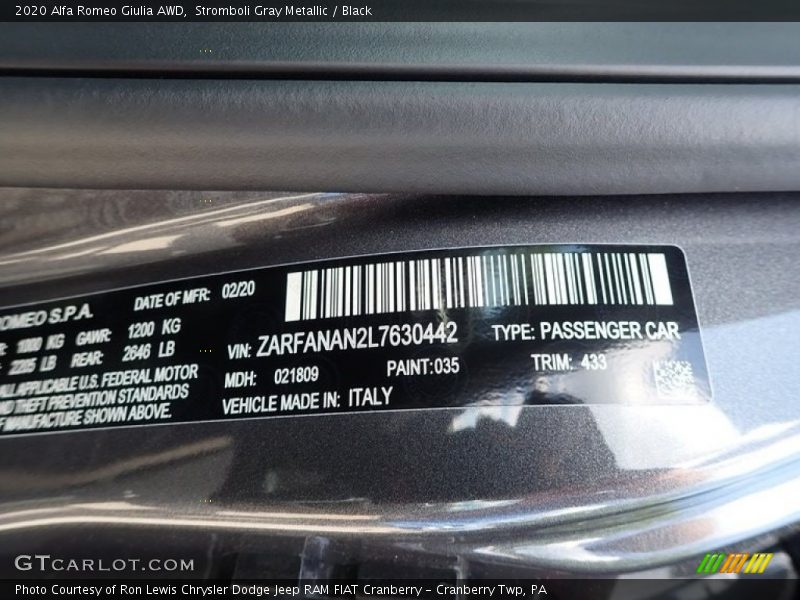 2020 Alfa Romeo Giulia AWD, Stromboli Gray Metallic / Black
ROMEO S.P.A.
DATE OF MFR: 02/20
GAWR: 1200 KG
REAR: 2646 LB
KG
LB
ALL APPLICABLE U.S. FEDERAL MOTOR
THEFT PREVENTION STANDARDS
MANUFACTURE SHOWN ABOVE.
VIN: ZARFANAN2L7630442
TYPE: PASSENGER CAR
MDH: 021809
PAINT:035
TRIM: 433
VEHICLE MADE IN: ITALY
GTCARLOT.COM
Photo Courtesy of Ron Lewis Chrysler Dodge Jeep RAM FIAT Cranberry - Cranberry Twp, PA